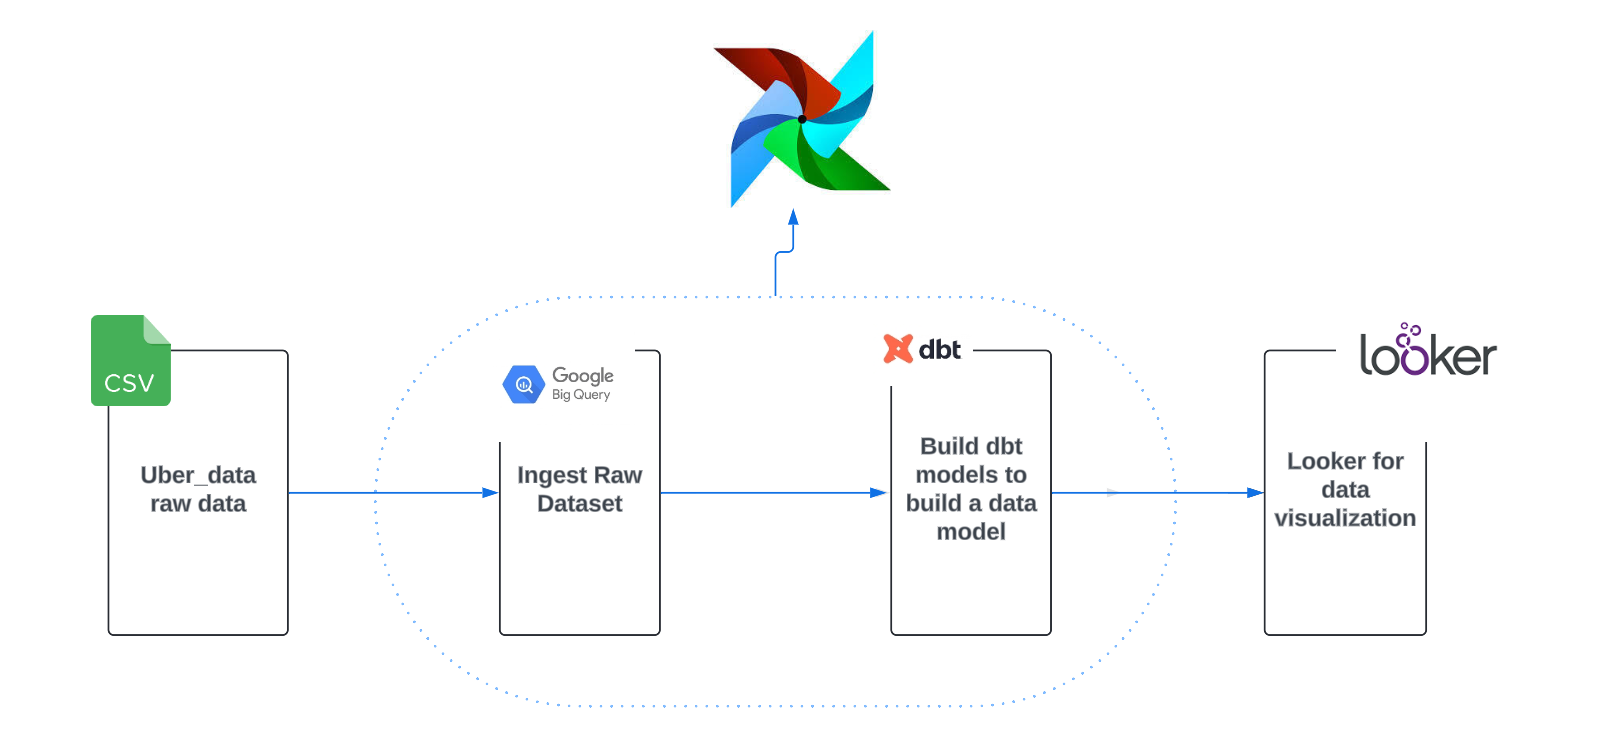 CSV
Uber_data
raw data
Google
Big Query
Ingest Raw
Dataset
dbt
Build dbt
models to
build a data
model
looker
Looker for
data
visualization